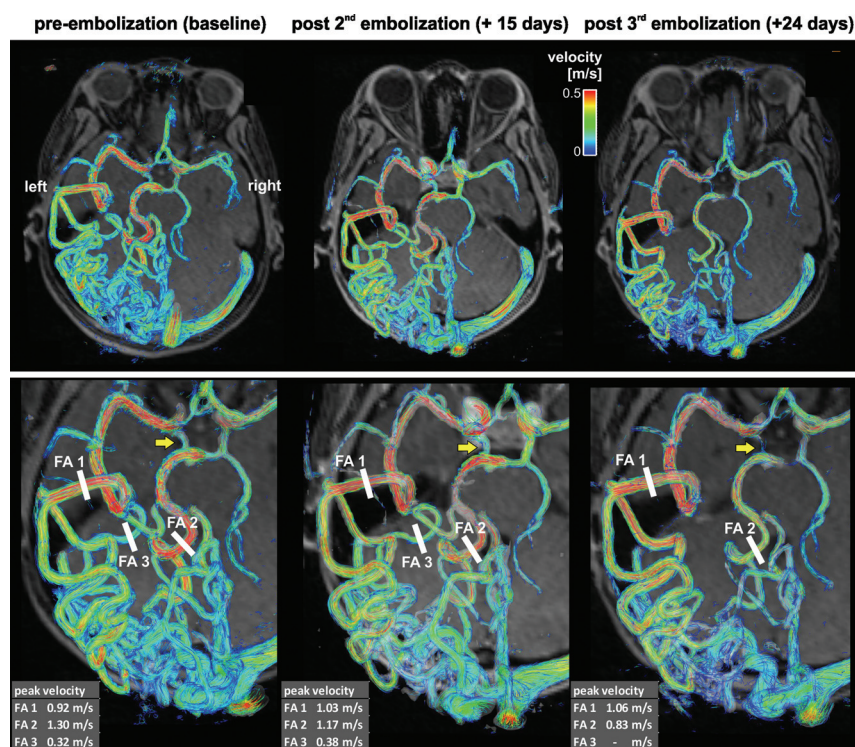 pre-embolization (baseline)
post 2nd embolization (+ 15 days)
post 3rd embolization (+24 days)
velocity
[m/s]
0.5
0
left
right
FA 1
FA 2
FA 3
FA 1
FA 2
FA 3
FA 1
FA 2
peak velocity
FA 1 0.92 m/s
FA 2 1.30 m/s
FA 3 0.32 m/s
peak velocity
FA 1 1.03 m/s
FA 2 1.17 m/s
FA 3 0.38 m/s
peak velocity
FA 1 1.06 m/s
FA 2 0.83 m/s
FA 3 - m/s